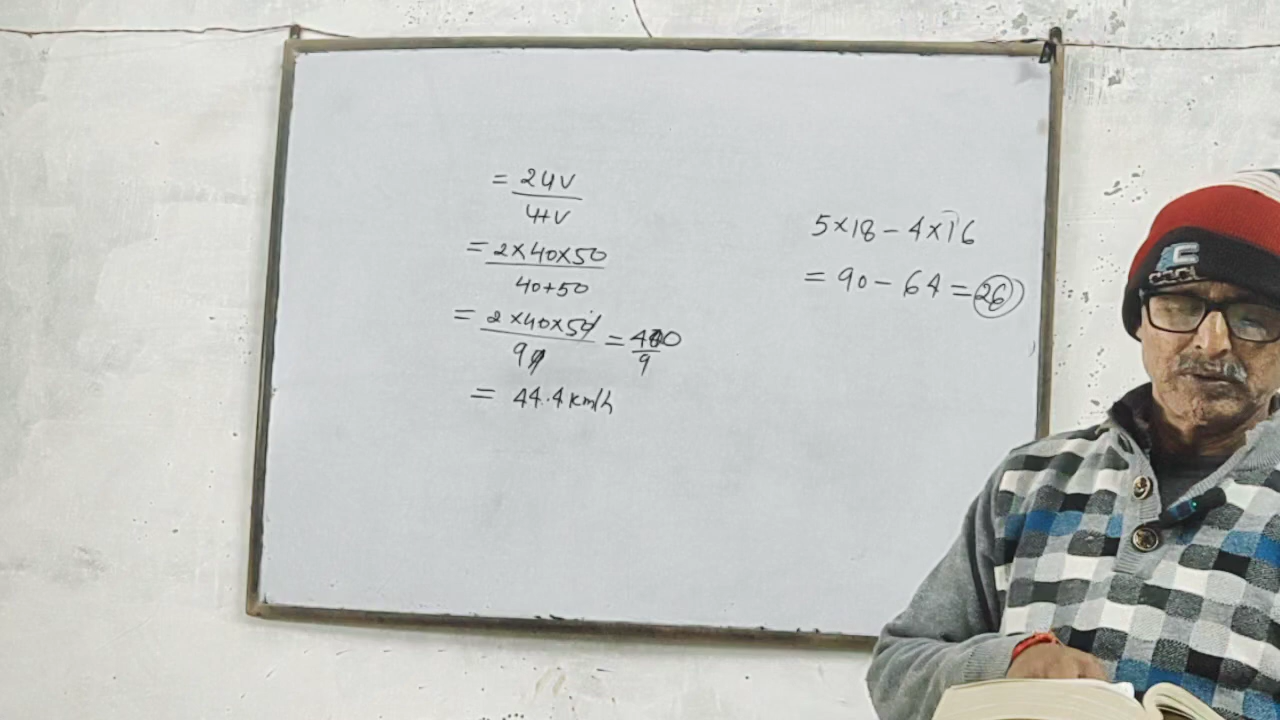 = 24V / 4+V
= 2×40×50 / 40+50
= 2×40×50 / 90 = 400 / 9
= 44.4 km/h
5×18 - 4×16
= 90 - 64 = 26